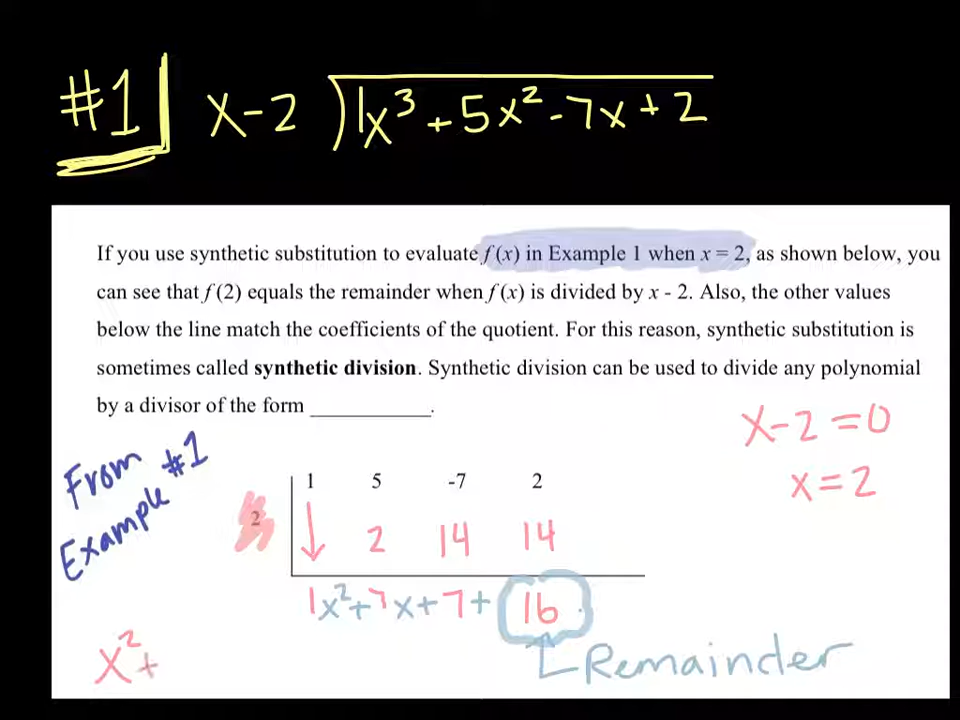 #1 x-2 ) 1x³ + 5x² - 7x + 2
If you use synthetic substitution to evaluate f (x) in Example 1 when x = 2, as shown below, you
can see that f (2) equals the remainder when f (x) is divided by x - 2. Also, the other values
below the line match the coefficients of the quotient. For this reason, synthetic substitution is
sometimes called synthetic division. Synthetic division can be used to divide any polynomial
by a divisor of the form ____________.
x-2 = 0
x = 2
From
Example #1
1 5 -7 2
2
2 14 14
1x² + 7x + 7 + 16
Remainder
x² +